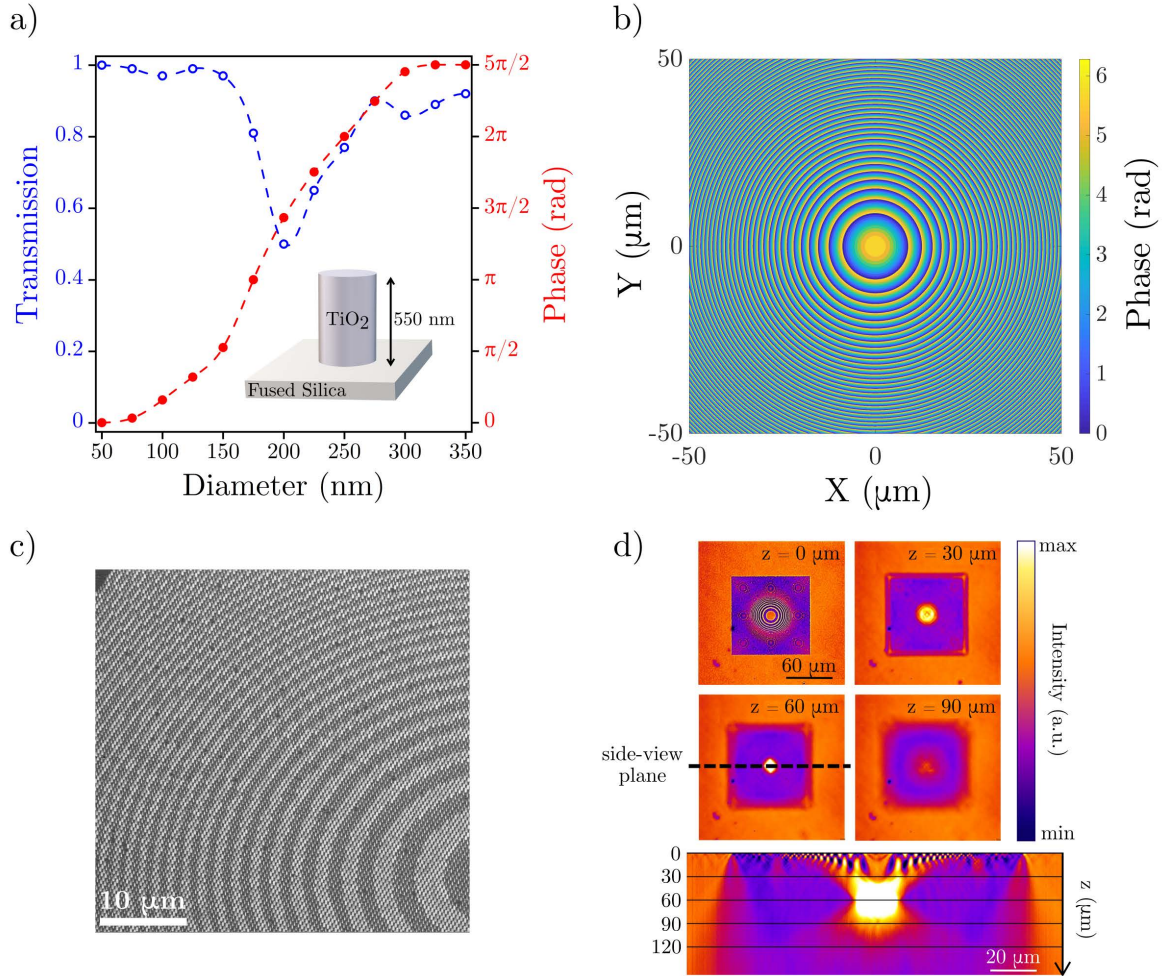 a)
Transmission
1
0.8
0.6
0.4
0.2
0
5π/2
2π
3π/2
π
π/2
0
Phase (rad)
TiO₂
550 nm
Fused Silica
50 100 150 200 250 300 350
Diameter (nm)
b)
Y (μm)
50
0
-50
-50 0 50
X (μm)
6
5
4
3
2
1
0
Phase (rad)
c)
10 μm
d)
z = 0 μm
60 μm
z = 30 μm
z = 60 μm
z = 90 μm
side-view
plane
max
Intensity (a.u.)
min
0
30
60
90
120
20 μm
z (μm)